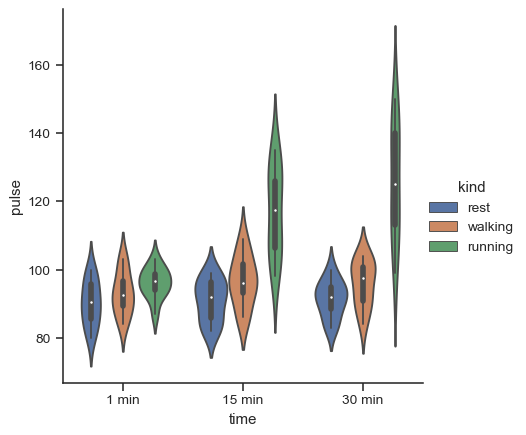 160
140
120
100
80
pulse
1 min
15 min
30 min
time
kind
rest
walking
running